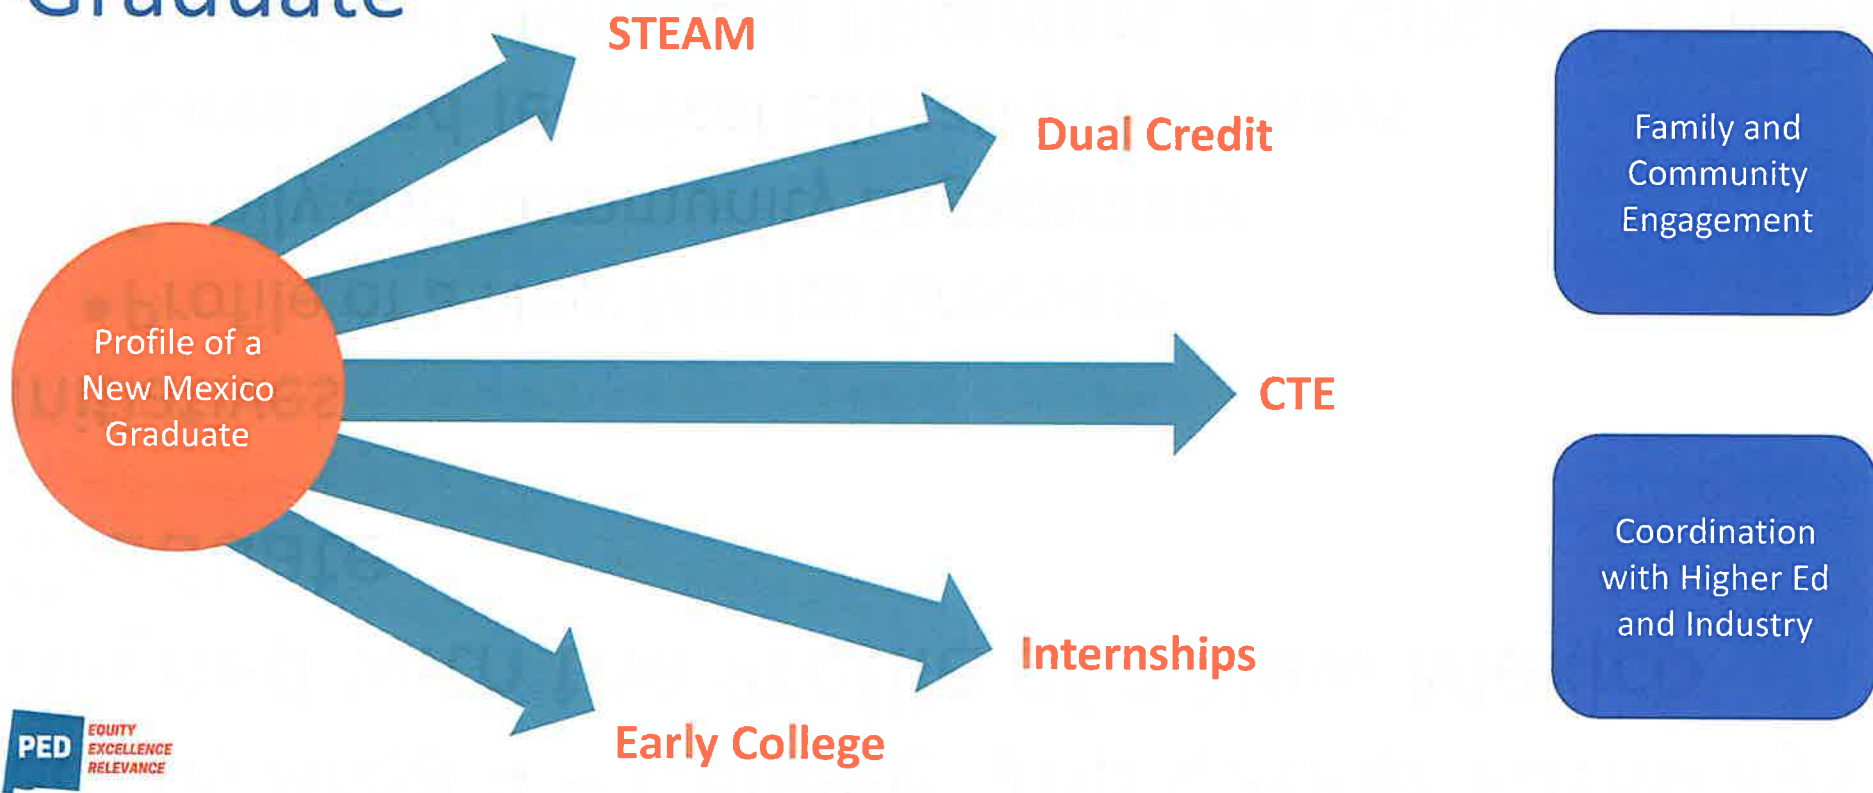 Graduate
STEAM
Dual Credit
CTE
Internships
Early College
Profile of a
New Mexico
Graduate
Family and
Community
Engagement
Coordination
with Higher Ed
and Industry
PED
EQUITY
EXCELLENCE
RELEVANCE